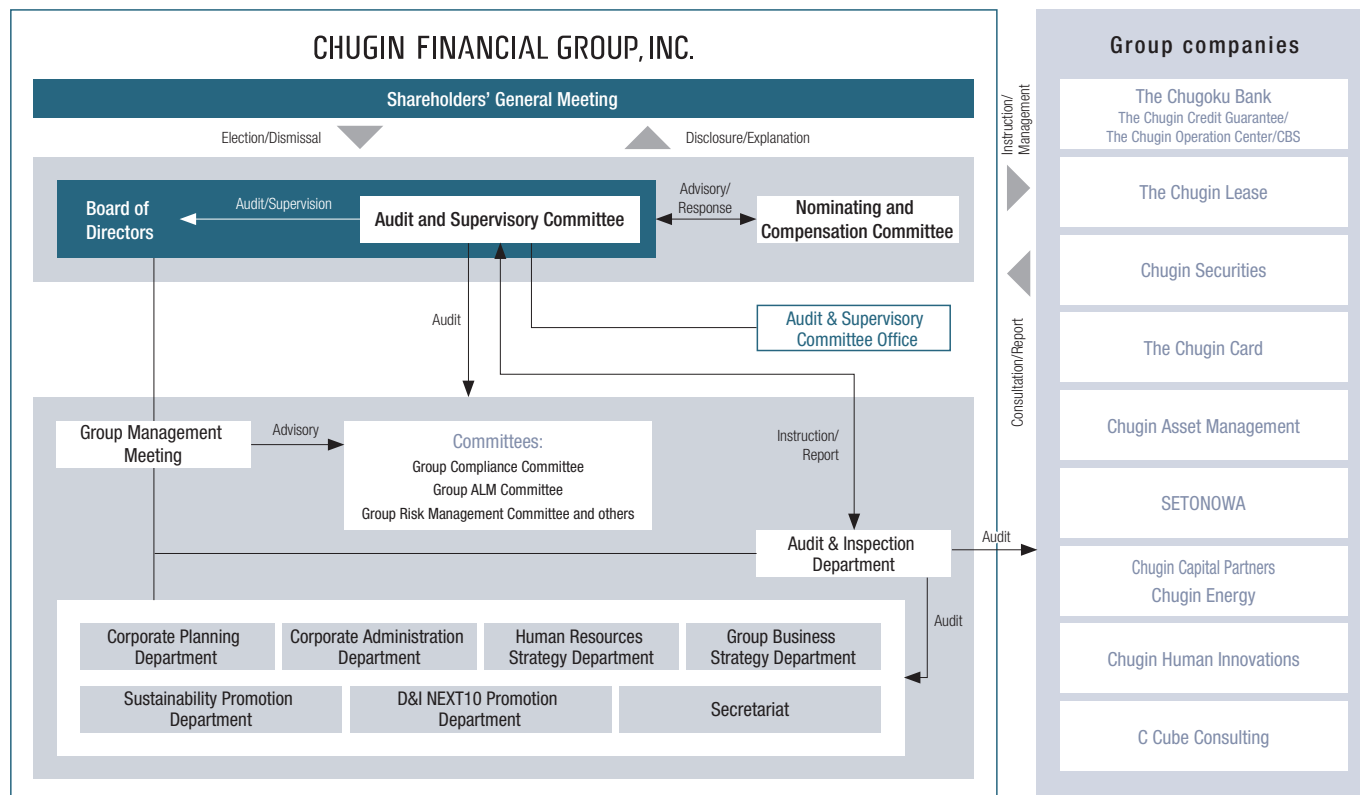 CHUGIN FINANCIAL GROUP, INC.
Shareholders' General Meeting
Election/Dismissal
Disclosure/Explanation
Board of
Directors
Audit/Supervision
Audit and Supervisory Committee
Advisory/
Response
Nominating and
Compensation Committee
Audit
Audit & Supervisory
Committee Office
Group Management
Meeting
Advisory
Committees:
Group Compliance Committee
Group ALM Committee
Group Risk Management Committee and others
Instruction/
Report
Audit & Inspection
Department
Audit
Audit
Corporate Planning
Department
Corporate Administration
Department
Human Resources
Strategy Department
Group Business
Strategy Department
Sustainability Promotion
Department
D&I NEXT10 Promotion
Department
Secretariat
Instruction/
Management
Consultation/Report
Group companies
The Chugoku Bank
The Chugin Credit Guarantee/
The Chugin Operation Center/CBS
The Chugin Lease
Chugin Securities
The Chugin Card
Chugin Asset Management
SETONOWA
Chugin Capital Partners
Chugin Energy
Chugin Human Innovations
C Cube Consulting